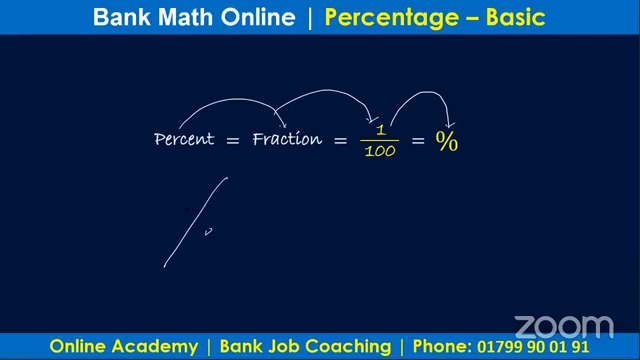 Bank Math Online | Percentage – Basic
Percent = Fraction = 1/100 = %
zoom
Online Academy | Bank Job Coaching | Phone: 01799 90 01 91